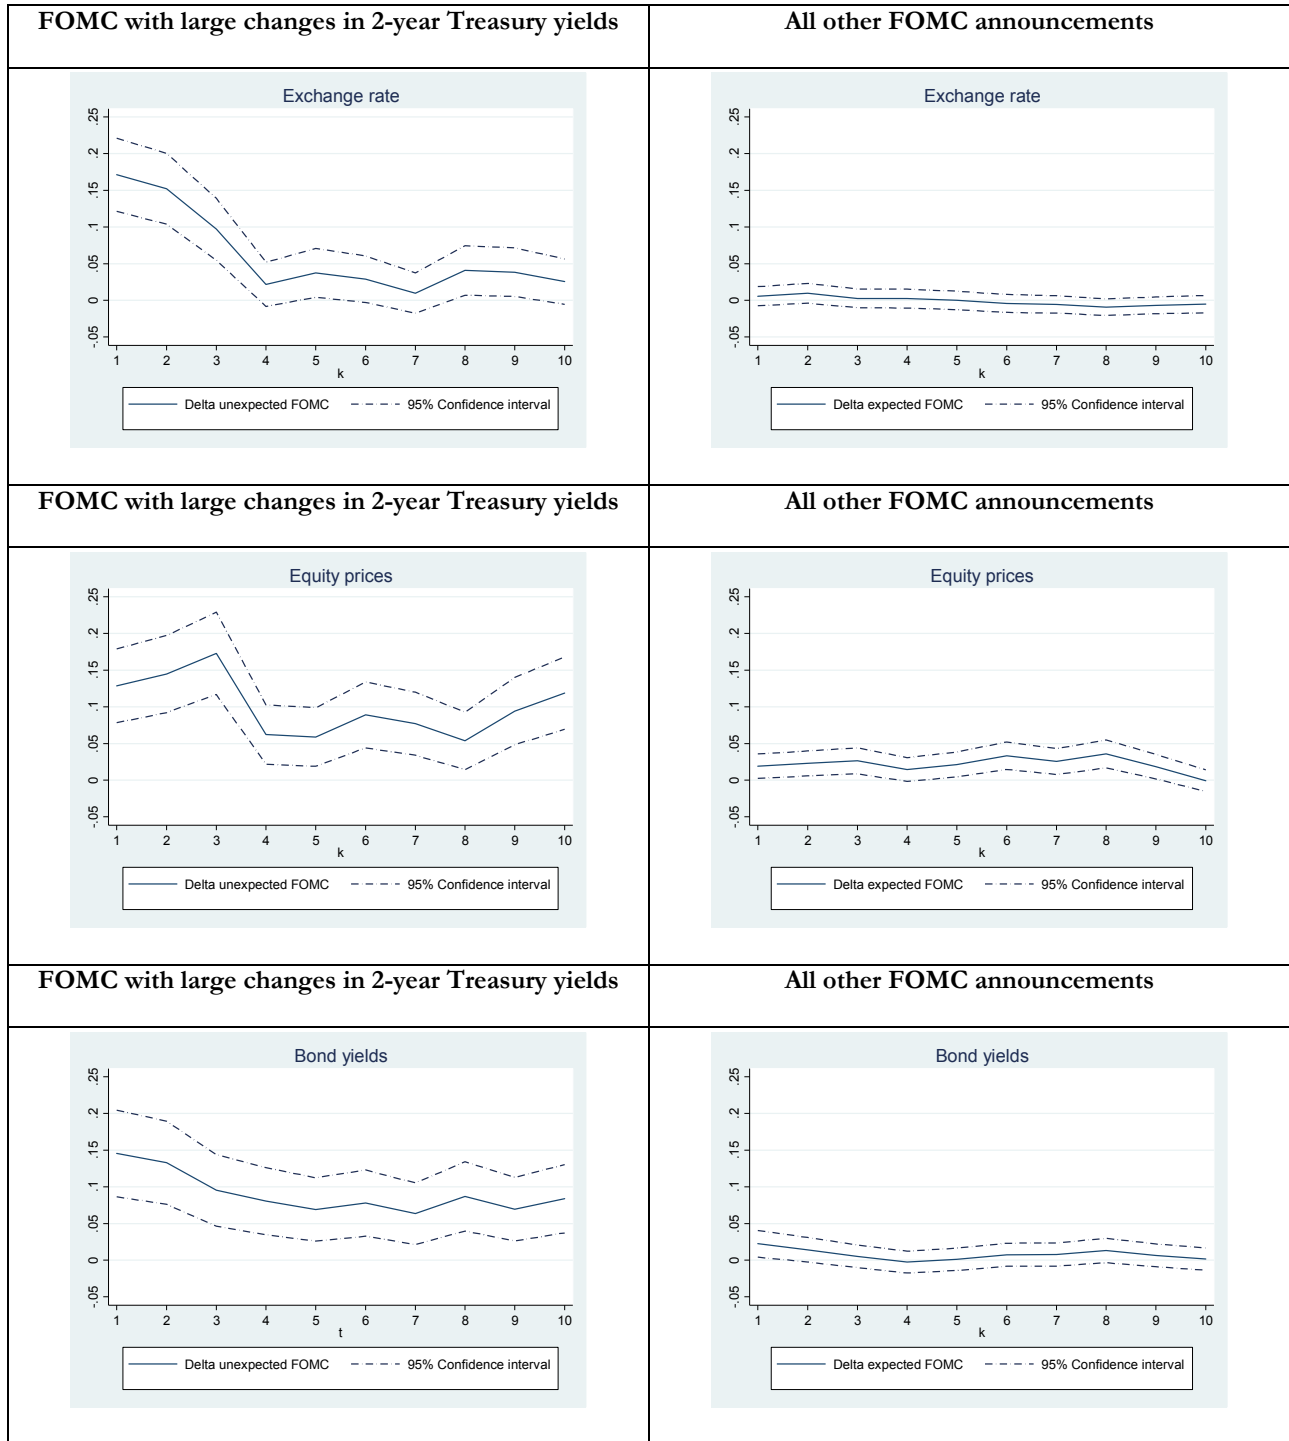 FOMC with large changes in 2-year Treasury yields
All other FOMC announcements
Exchange rate
.25
.2
.15
.1
.05
0
-.05
1 2 3 4 5 6 7 8 9 10
k
Delta unexpected FOMC 95% Confidence interval
Exchange rate
.25
.2
.15
.1
.05
0
-.05
1 2 3 4 5 6 7 8 9 10
k
Delta expected FOMC 95% Confidence interval
FOMC with large changes in 2-year Treasury yields
All other FOMC announcements
Equity prices
.25
.2
.15
.1
.05
0
-.05
1 2 3 4 5 6 7 8 9 10
k
Delta unexpected FOMC 95% Confidence interval
Equity prices
.25
.2
.15
.1
.05
0
-.05
1 2 3 4 5 6 7 8 9 10
k
Delta expected FOMC 95% Confidence interval
FOMC with large changes in 2-year Treasury yields
All other FOMC announcements
Bond yields
.25
.2
.15
.1
.05
0
-.05
1 2 3 4 5 6 7 8 9 10
t
Delta unexpected FOMC 95% Confidence interval
Bond yields
.25
.2
.15
.1
.05
0
-.05
1 2 3 4 5 6 7 8 9 10
k
Delta expected FOMC 95% Confidence interval